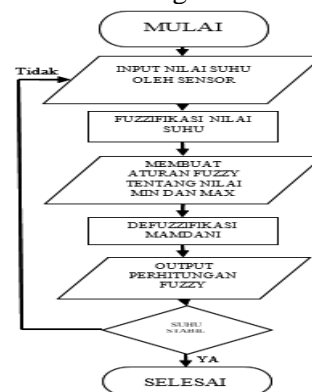 MULAI
Tidak
INPUT NILAI SUHU
OLEH SENSOR
FUZZIFIKASI NILAI
SUHU
MEMBUAT
ATURAN FUZZY
TENTANG NILAI
MIN DAN MAX
DEFUZZIFIKASI
MAMDANI
OUTPUT
PERHITUNGAN
FUZZY
SUHU
STABIL
YA
SELESAI